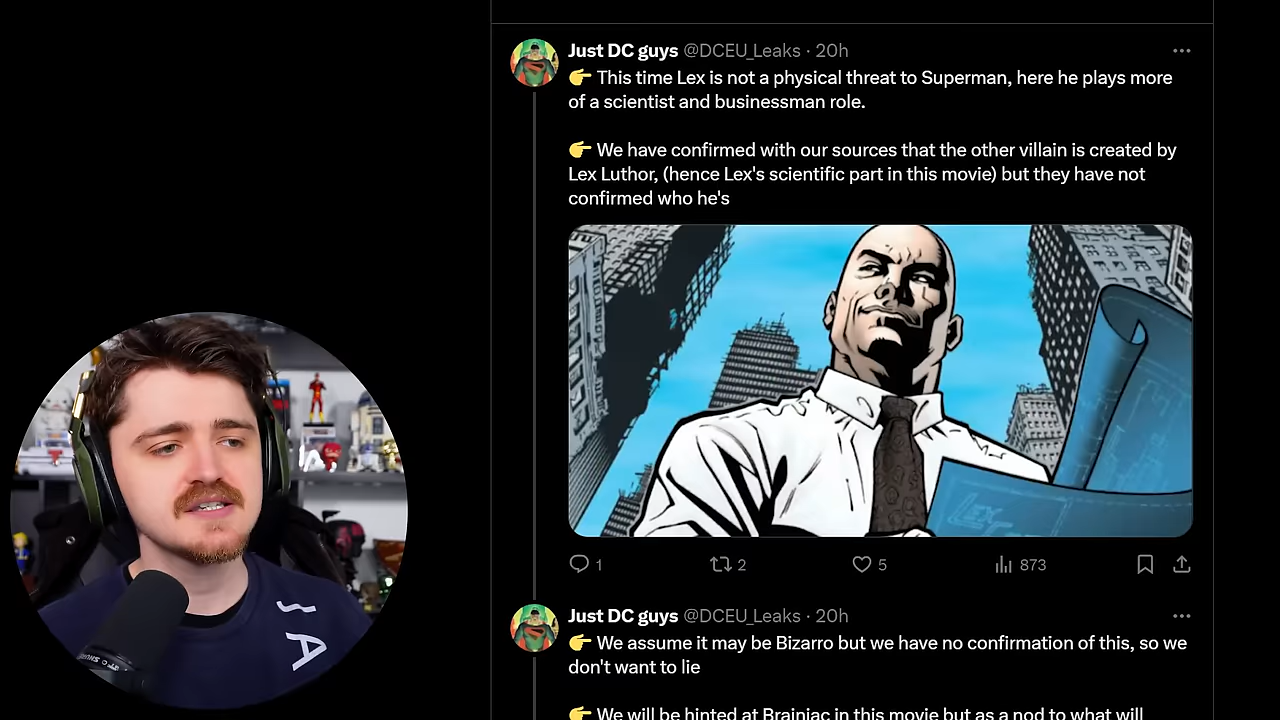 Just DC guys @DCEU_Leaks · 20h
👉 This time Lex is not a physical threat to Superman, here he plays more
of a scientist and businessman role.
👉 We have confirmed with our sources that the other villain is created by
Lex Luthor, (hence Lex's scientific part in this movie) but they have not
confirmed who he's
LEX
1 2 5 873
Just DC guys @DCEU_Leaks · 20h
👉 We assume it may be Bizarro but we have no confirmation of this, so we
don't want to lie
👉 We will be hinted at Brainiac in this movie but as a nod to what will
J
A